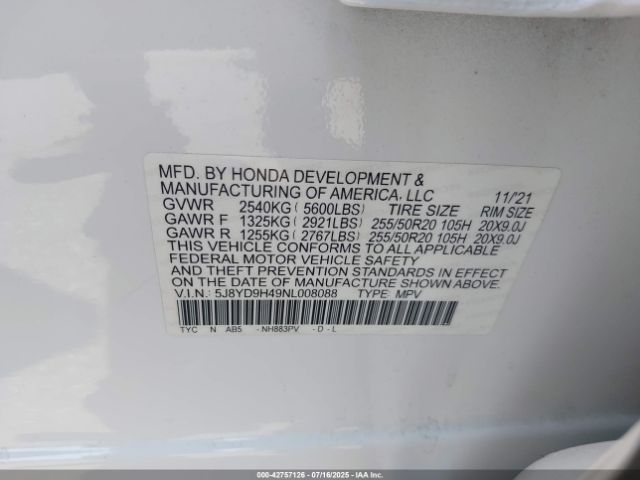 MFD. BY HONDA DEVELOPMENT &
MANUFACTURING OF AMERICA, LLC 11/'21
GVWR 2540KG ( 5600LBS) TIRE SIZE RIM SIZE
GAWR F 1325KG ( 2921LBS) 255/50R20 105H 20X9.0J
GAWR R 1255KG ( 2767LBS) 255/50R20 105H 20X9.0J
THIS VEHICLE CONFORMS TO ALL APPLICABLE
FEDERAL MOTOR VEHICLE SAFETY
AND THEFT PREVENTION STANDARDS IN EFFECT
ON THE DATE OF MANUFACTURE SHOWN ABOVE.
V.I.N.: 5J8YD9H49NL008088 TYPE: MPV
TYC N AB5 - NH883PV - D - L
000-42757126 - 07/16/2025 - IAA Inc.